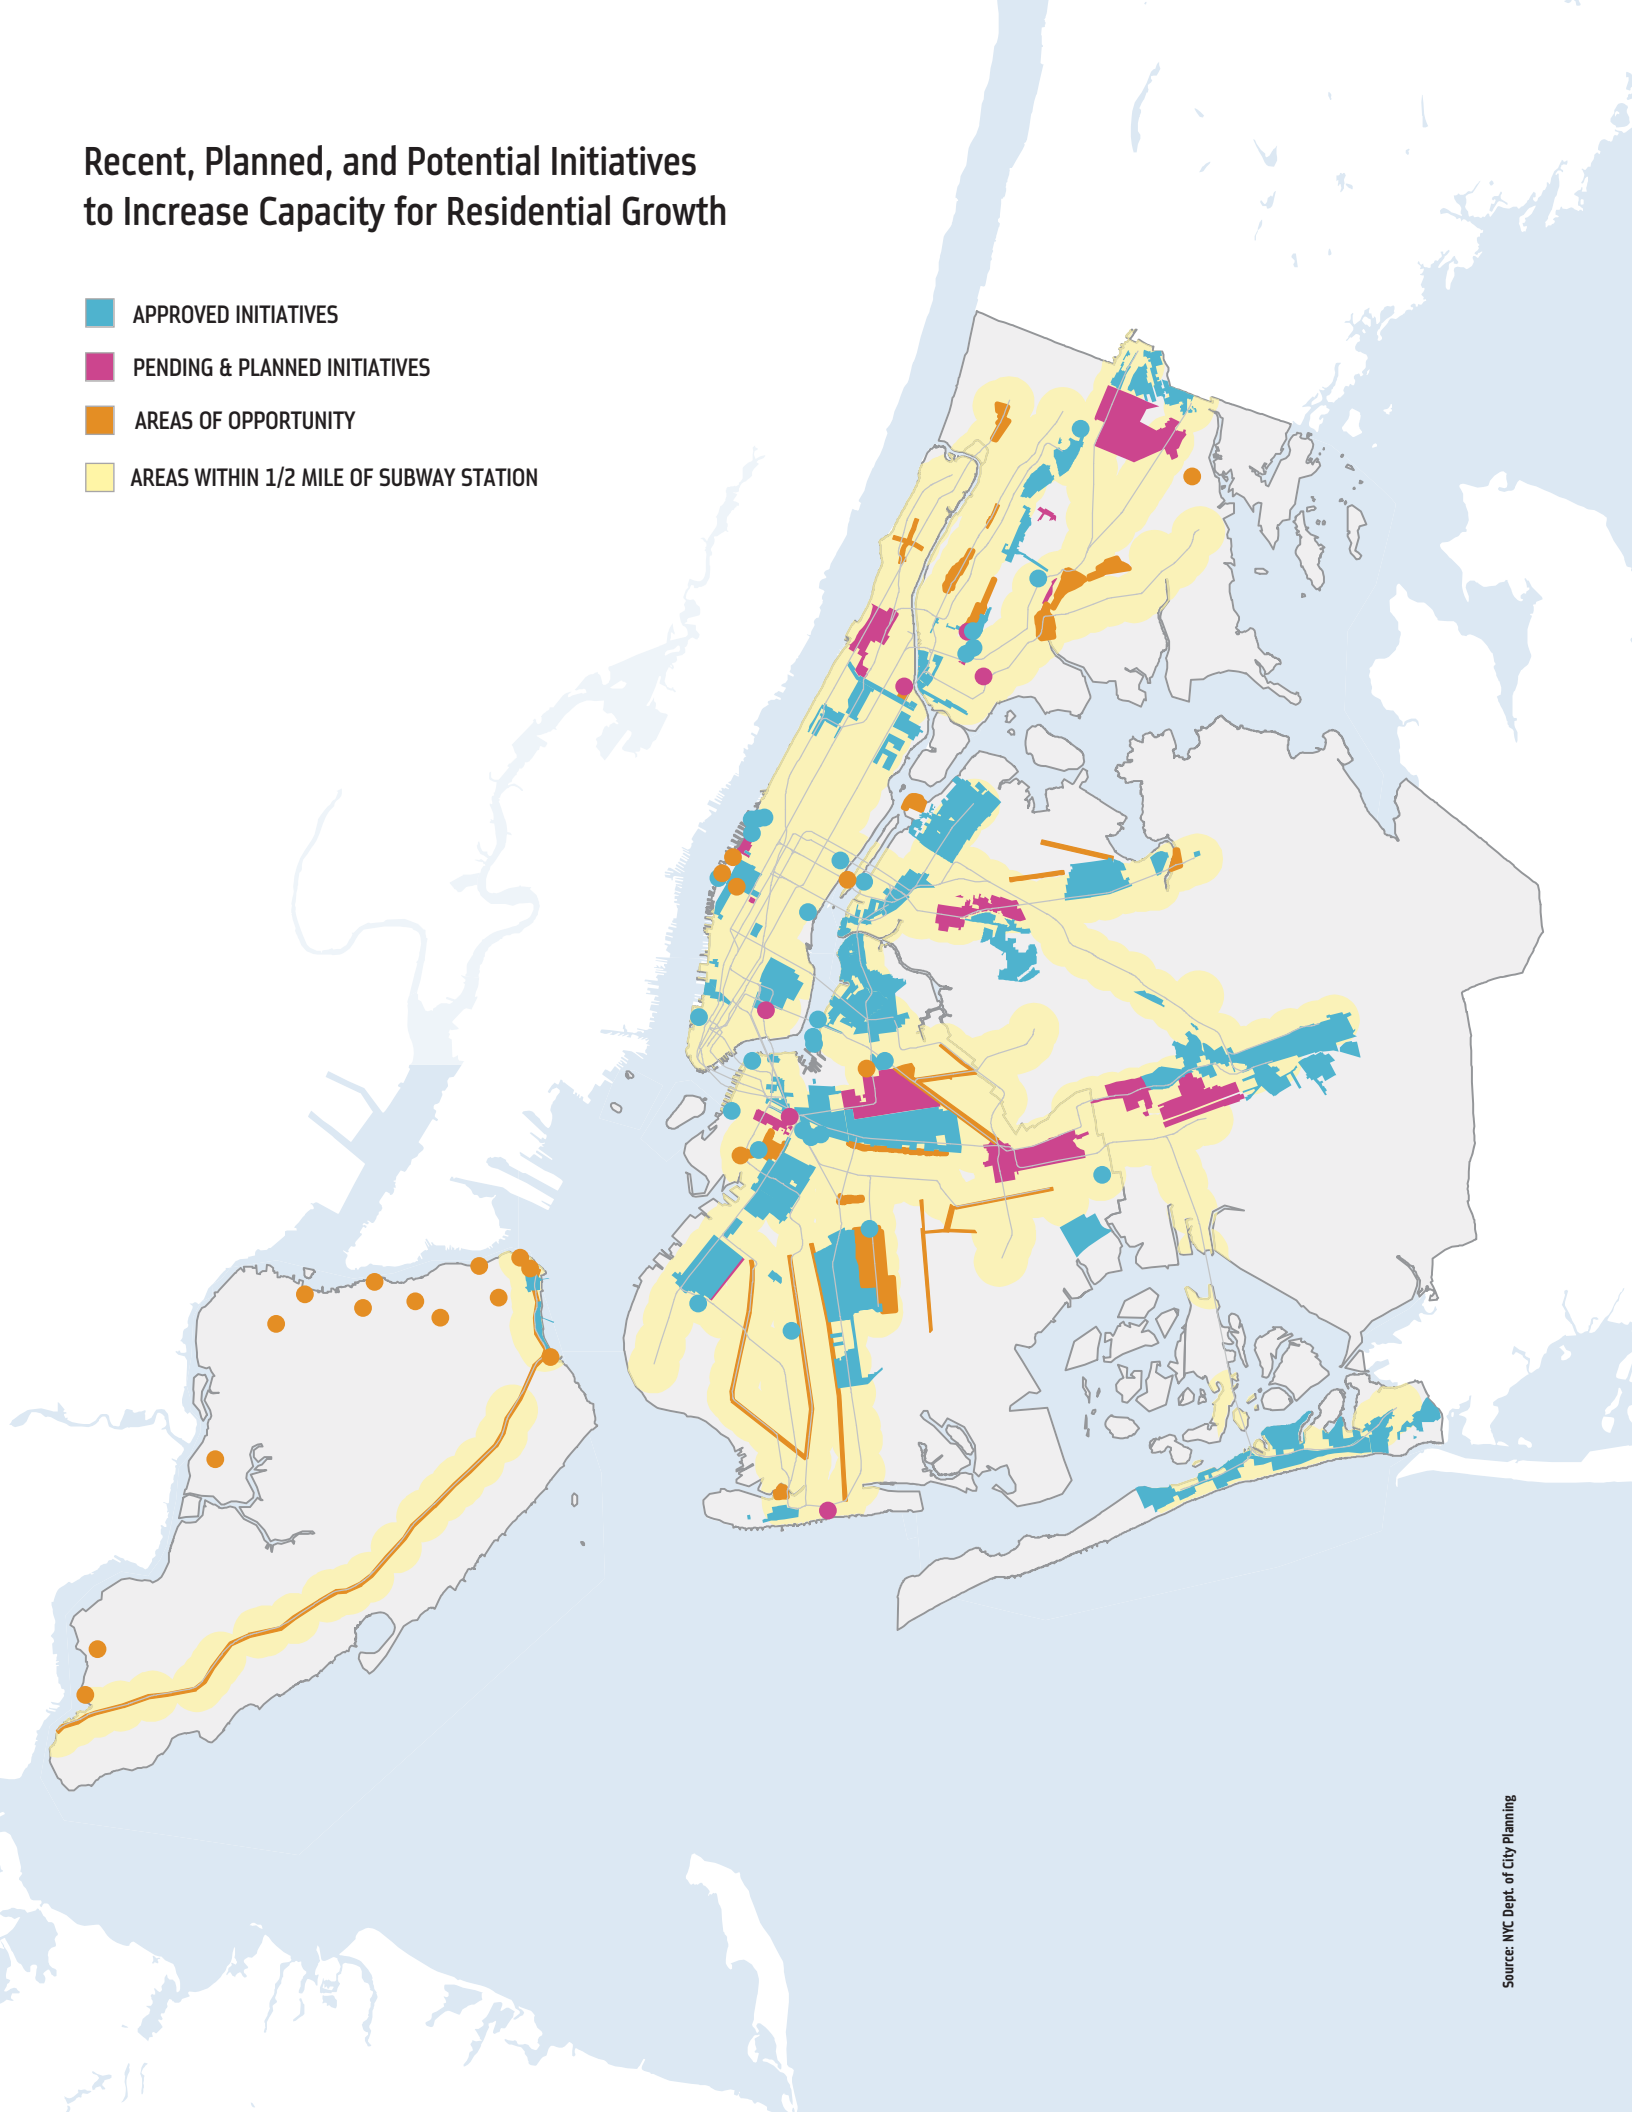 Recent, Planned, and Potential Initiatives
to Increase Capacity for Residential Growth
APPROVED INITIATIVES
PENDING & PLANNED INITIATIVES
AREAS OF OPPORTUNITY
AREAS WITHIN 1/2 MILE OF SUBWAY STATION
Source: NYC Dept. of City Planning